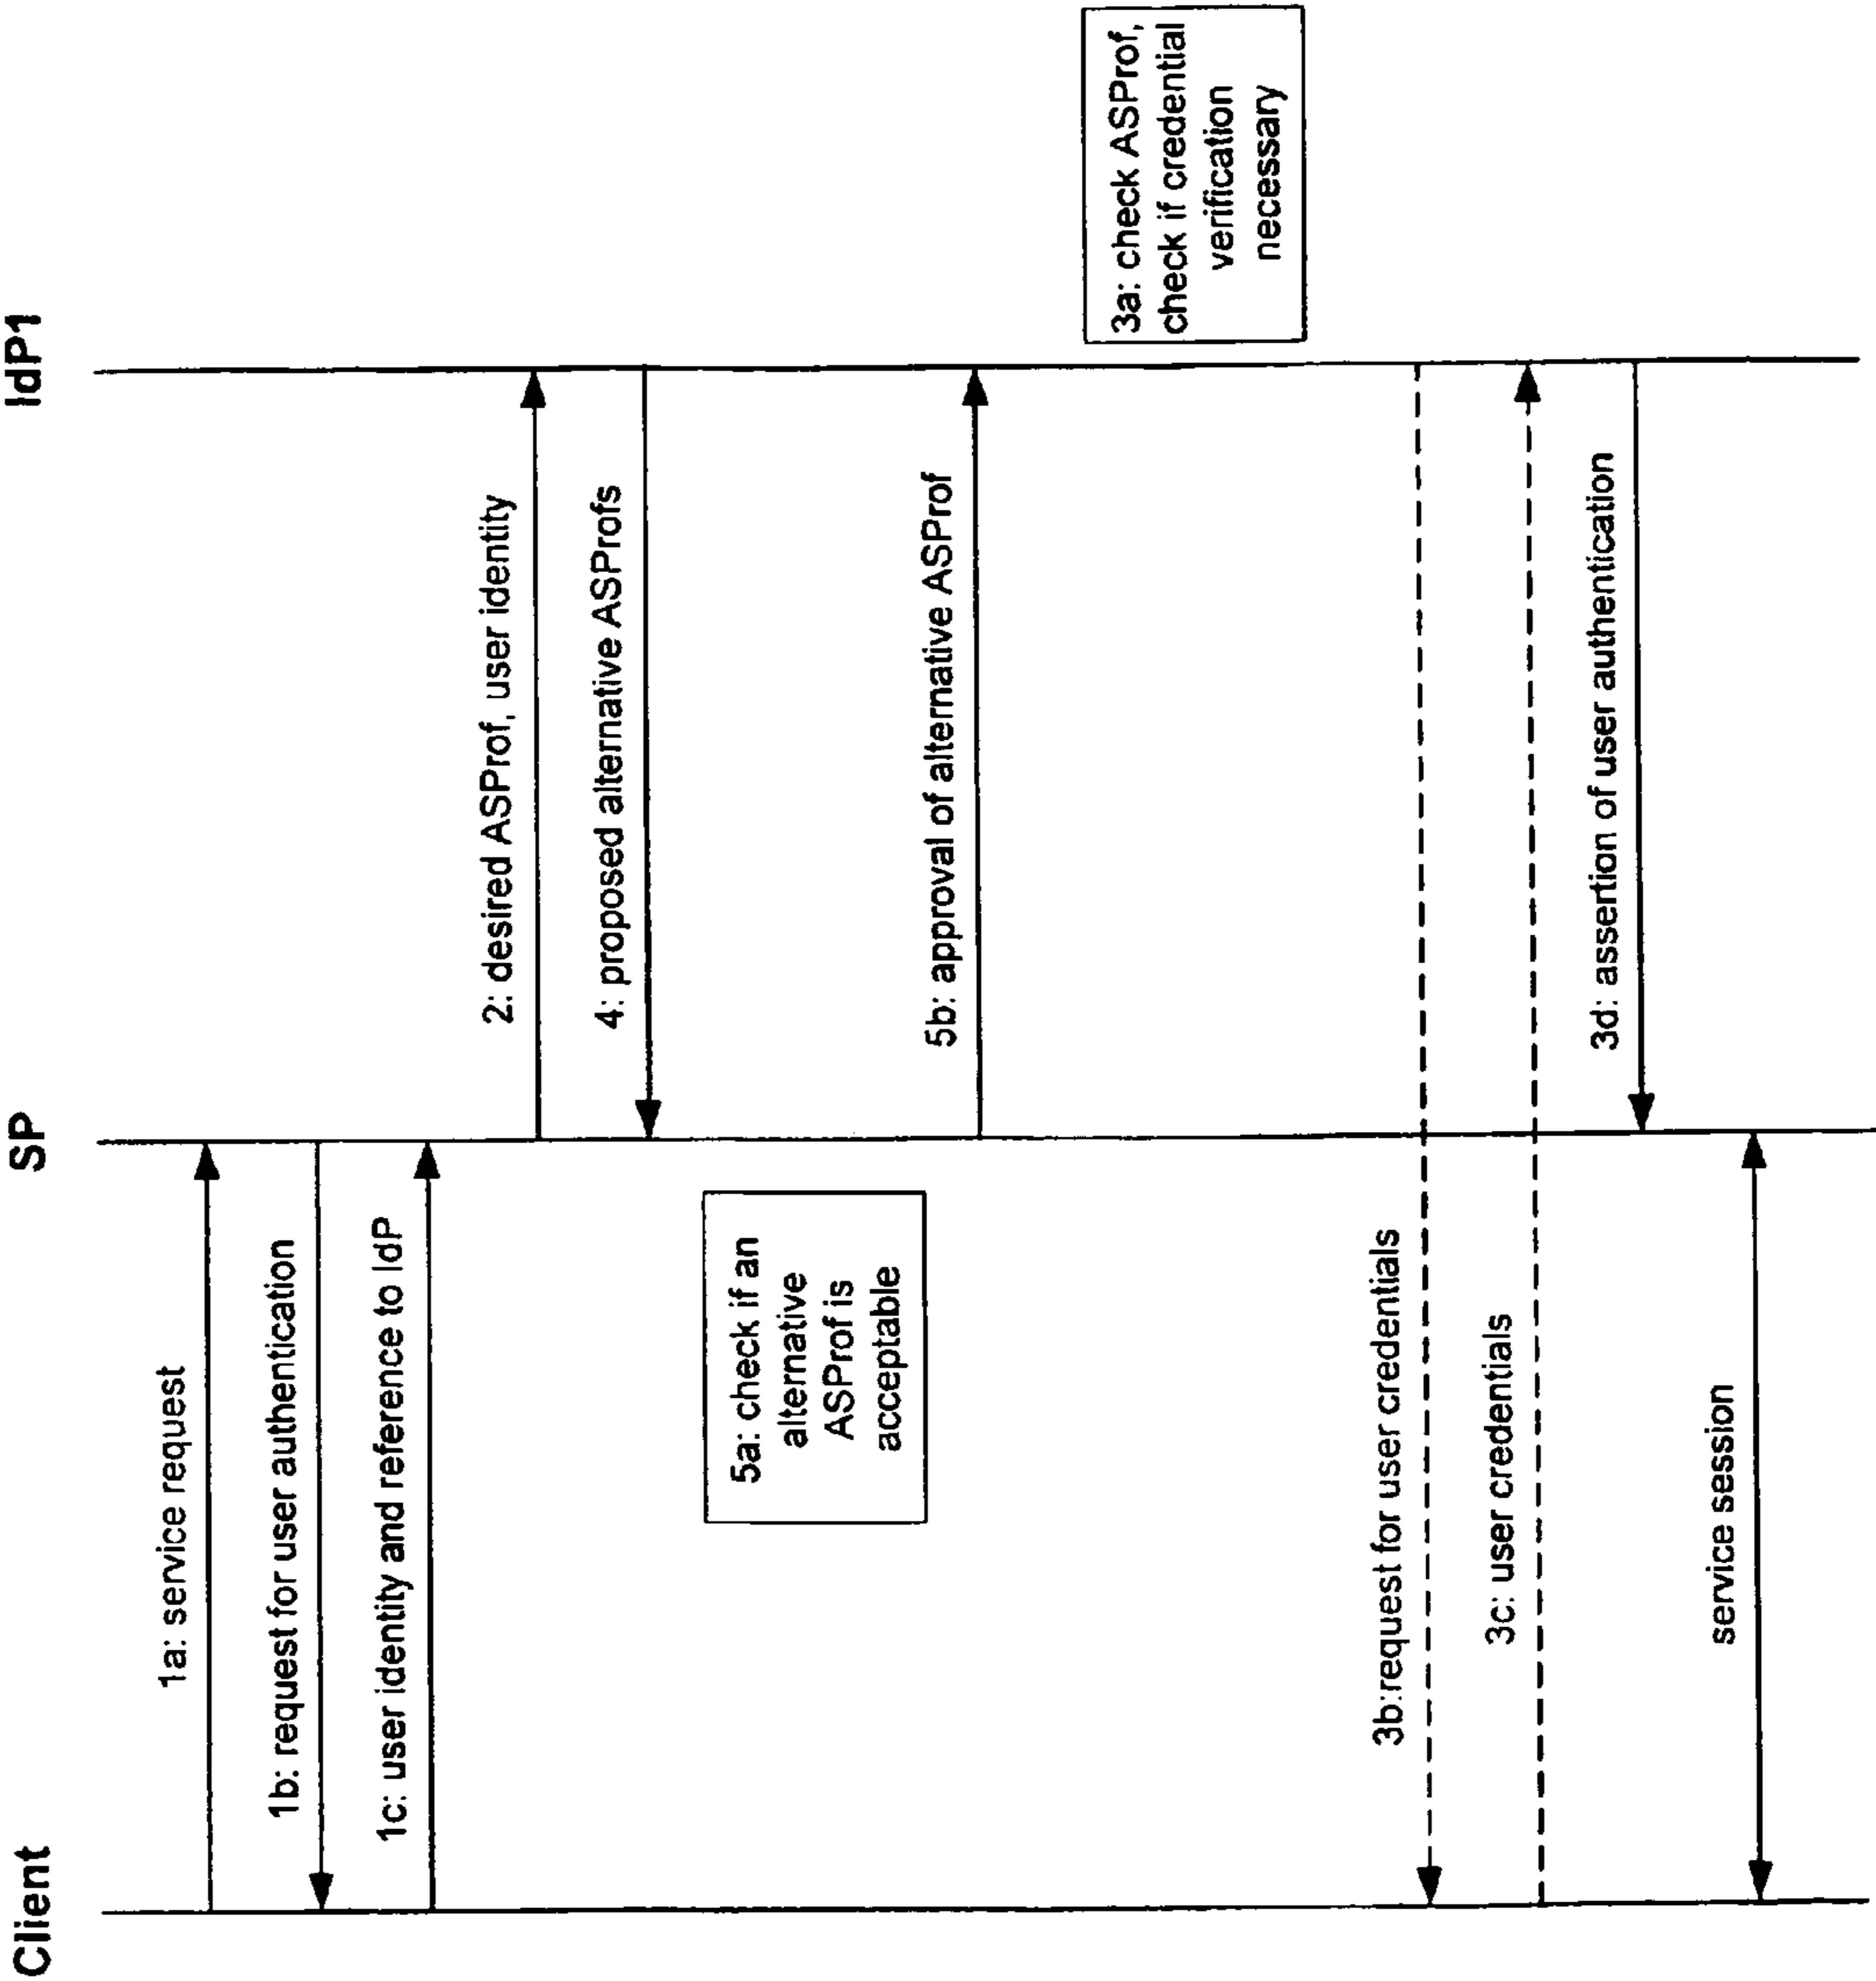 Client
SP
IdP1
1a: service request
1b: request for user authentication
1c: user identity and reference to IdP
2: desired ASProf, user identity
4: proposed alternative ASProfs
5a: check if an
alternative
ASProf is
acceptable
5b: approval of alternative ASProf
3a: check ASProf,
check if credential
verification
necessary
3b:request for user credentials
3c: user credentials
3d: assertion of user authentication
service session